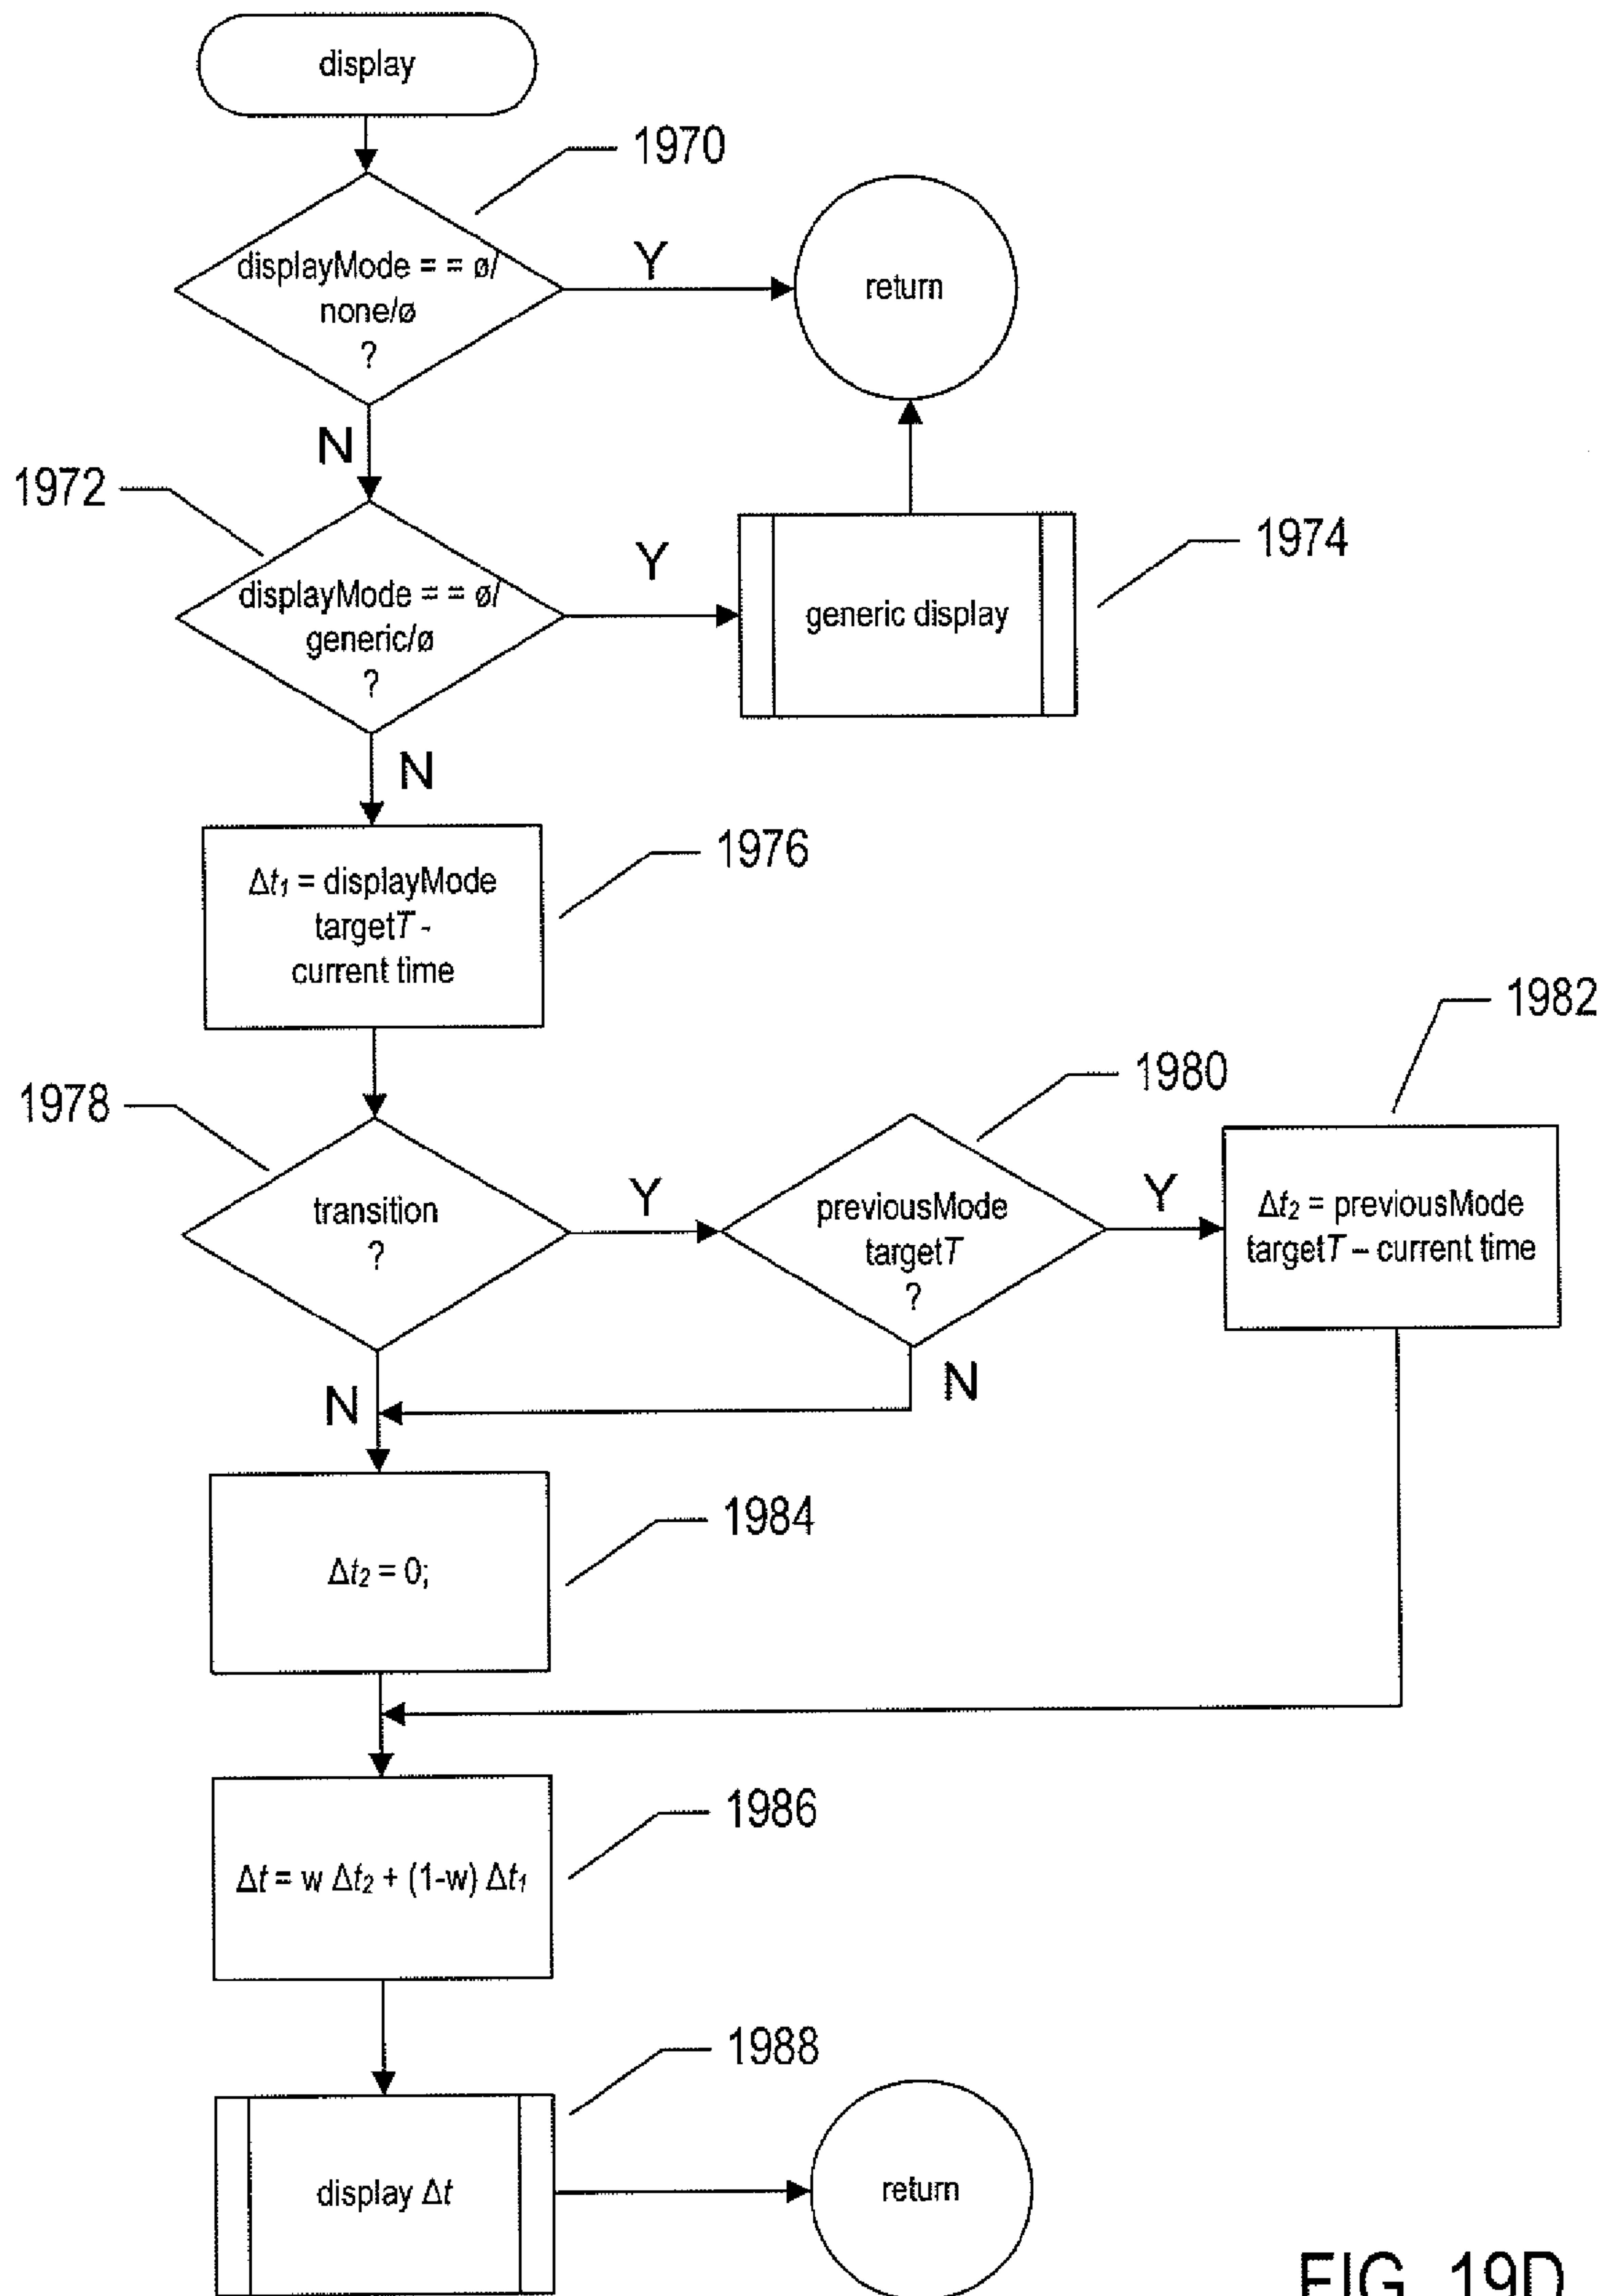 display
1970
displayMode = = ø/
none/ø
?
Y
return
N
1972
displayMode = = ø/
generic/ø
?
Y
generic display
1974
N
1976
Δt1 = displayMode
targetT -
current time
1978
transition
?
Y
1980
previousMode
targetT
?
Y
1982
Δt2 = previousMode
targetT – current time
N
N
1984
Δt2 = 0;
1986
Δt = w Δt2 + (1-w) Δt1
1988
display Δt
return
FIG. 19D